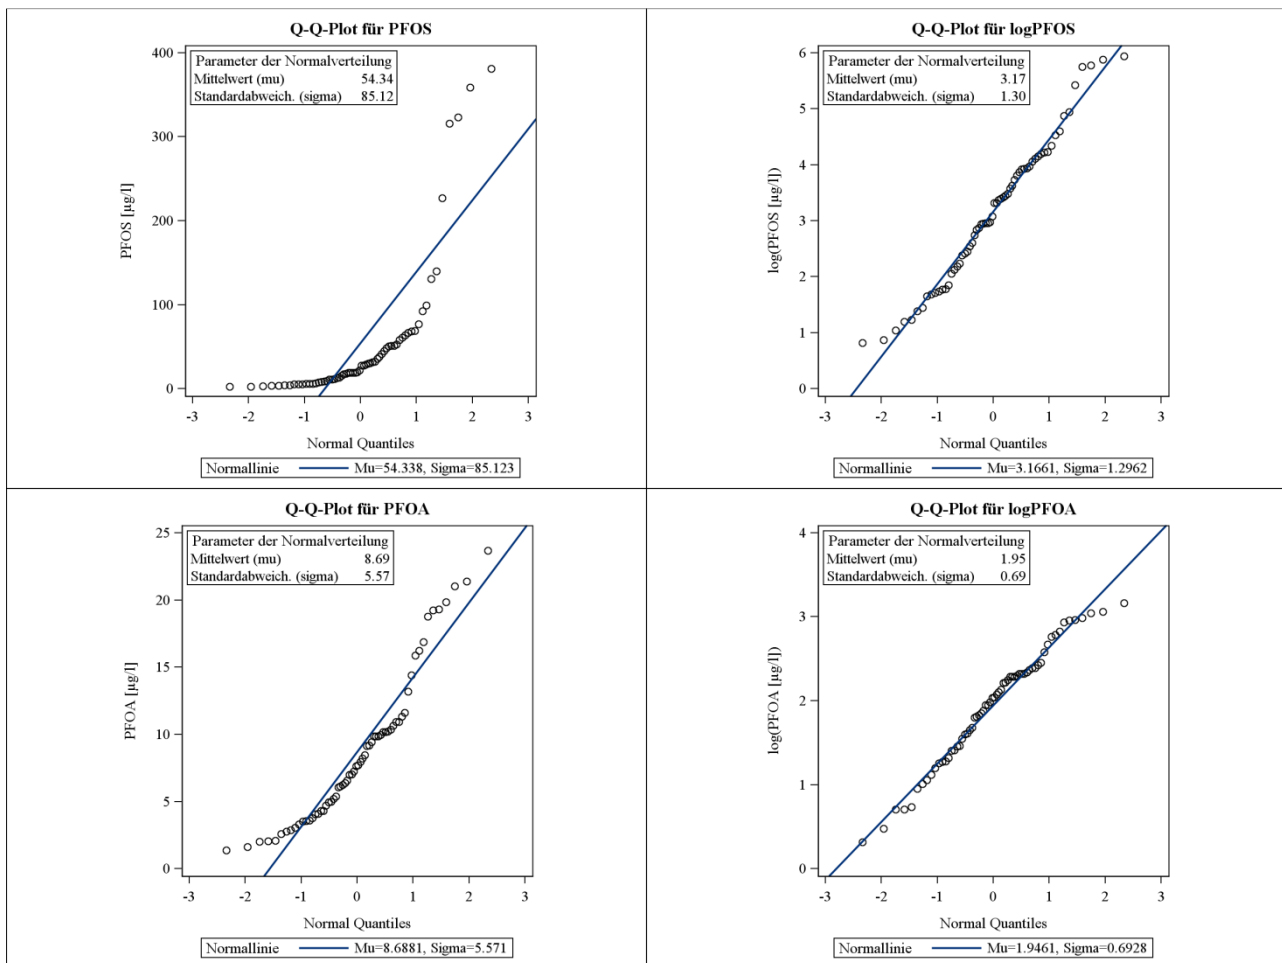 Q-Q-Plot für PFOS
Parameter der Normalverteilung
Mittelwert (mu) 54.34
Standardabweich. (sigma) 85.12
400
300
200
100
0
PFOS [µg/l]
-3 -2 -1 0 1 2 3
Normal Quantiles
Normallinie Mu=54.338, Sigma=85.123
Q-Q-Plot für logPFOS
Parameter der Normalverteilung
Mittelwert (mu) 3.17
Standardabweich. (sigma) 1.30
6
5
4
3
2
1
0
log(PFOS [µg/l])
-3 -2 -1 0 1 2 3
Normal Quantiles
Normallinie Mu=3.1661, Sigma=1.2962
Q-Q-Plot für PFOA
Parameter der Normalverteilung
Mittelwert (mu) 8.69
Standardabweich. (sigma) 5.57
25
20
15
10
5
0
PFOA [µg/l]
-3 -2 -1 0 1 2 3
Normal Quantiles
Normallinie Mu=8.6881, Sigma=5.571
Q-Q-Plot für logPFOA
Parameter der Normalverteilung
Mittelwert (mu) 1.95
Standardabweich. (sigma) 0.69
4
3
2
1
0
log(PFOA [µg/l])
-3 -2 -1 0 1 2 3
Normal Quantiles
Normallinie Mu=1.9461, Sigma=0.6928